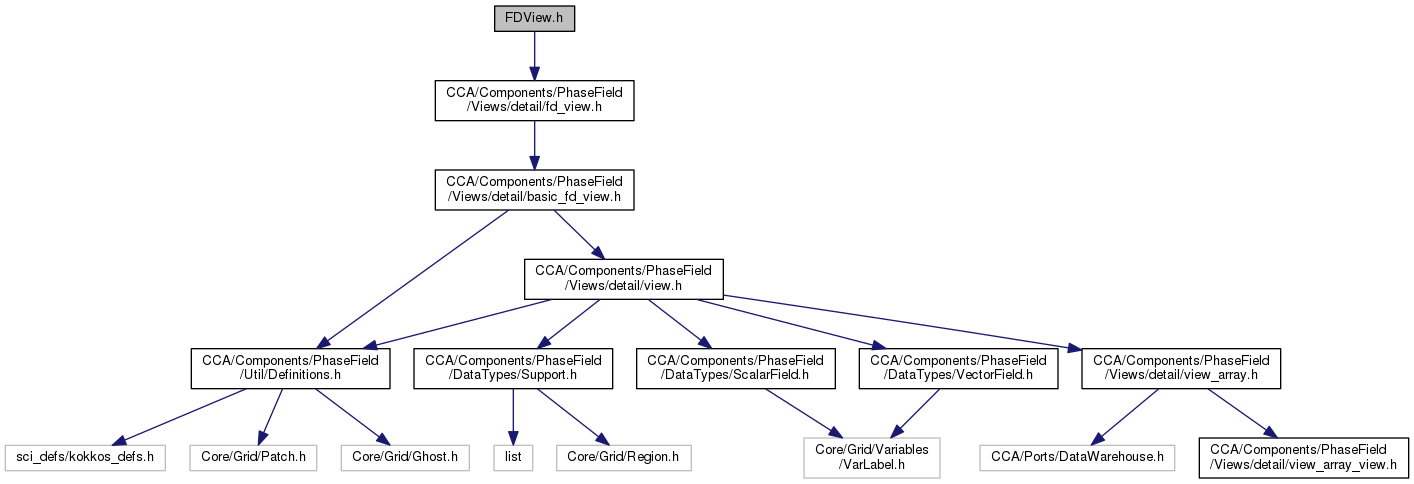 FDView.h
CCA/Components/PhaseField
/Views/detail/fd_view.h
CCA/Components/PhaseField
/Views/detail/basic_fd_view.h
CCA/Components/PhaseField
/Views/detail/view.h
CCA/Components/PhaseField
/Util/Definitions.h
CCA/Components/PhaseField
/DataTypes/Support.h
CCA/Components/PhaseField
/DataTypes/ScalarField.h
CCA/Components/PhaseField
/DataTypes/VectorField.h
CCA/Components/PhaseField
/Views/detail/view_array.h
sci_defs/kokkos_defs.h
Core/Grid/Patch.h
Core/Grid/Ghost.h
list
Core/Grid/Region.h
Core/Grid/Variables
/VarLabel.h
CCA/Ports/DataWarehouse.h
CCA/Components/PhaseField
/Views/detail/view_array_view.h